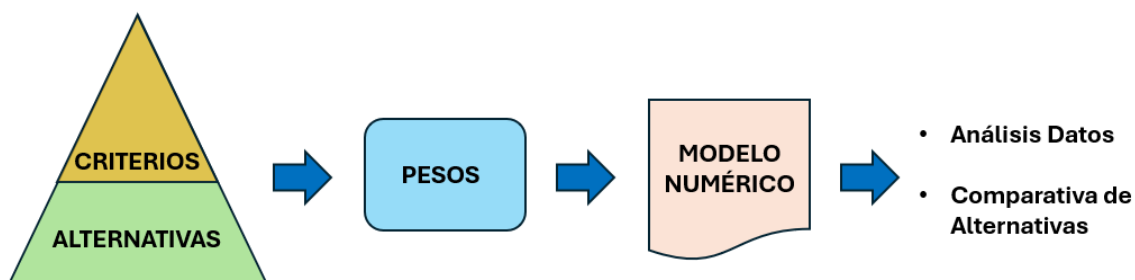 CRITERIOS
ALTERNATIVAS
PESOS
MODELO
NUMÉRICO
• Análisis Datos
• Comparativa de
Alternativas